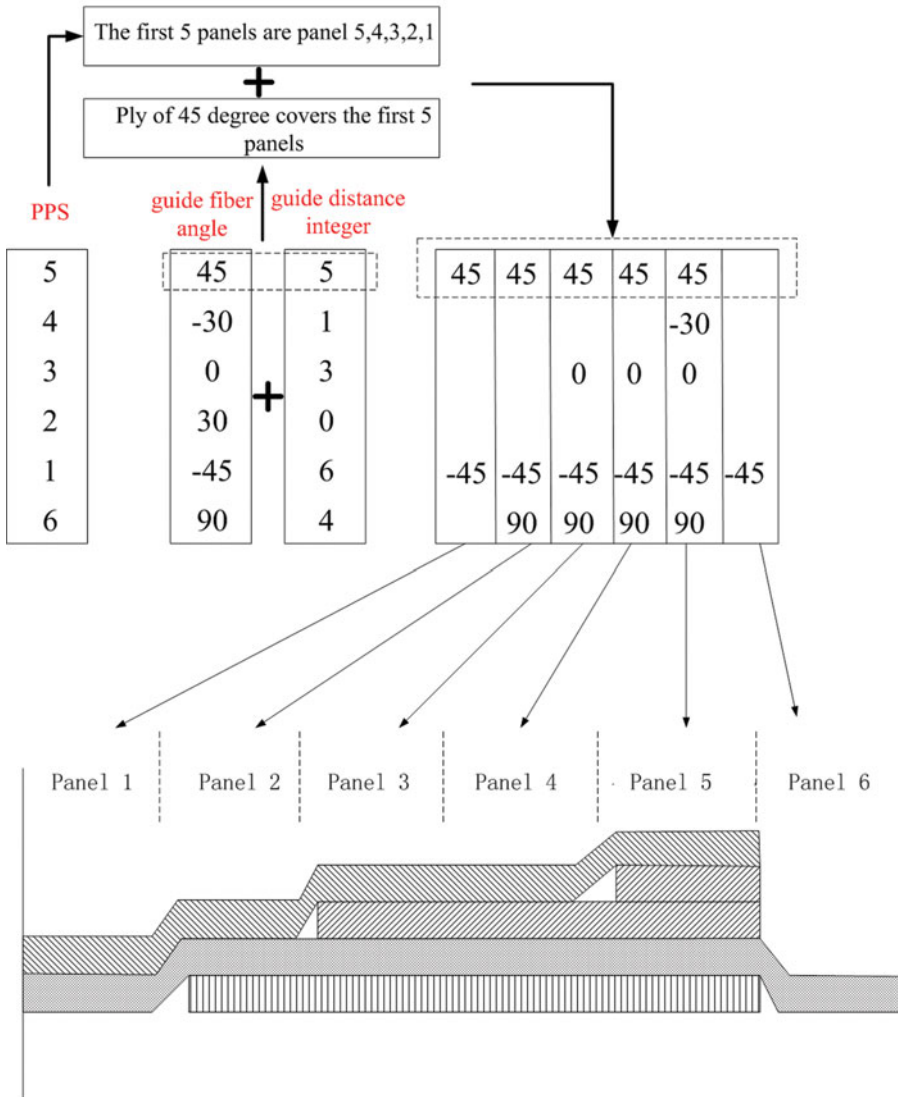 The first 5 panels are panel 5,4,3,2,1
Ply of 45 degree covers the first 5
panels
PPS
guide fiber
angle
guide distance
integer
5 45 5 45 45 45 45 45
4 -30 1 -30
3 0 3 0 0 0
2 30 0
1 -45 6 -45 -45 -45 -45 -45 -45
6 90 4 90 90 90 90
Panel 1 Panel 2 Panel 3 Panel 4 Panel 5 Panel 6